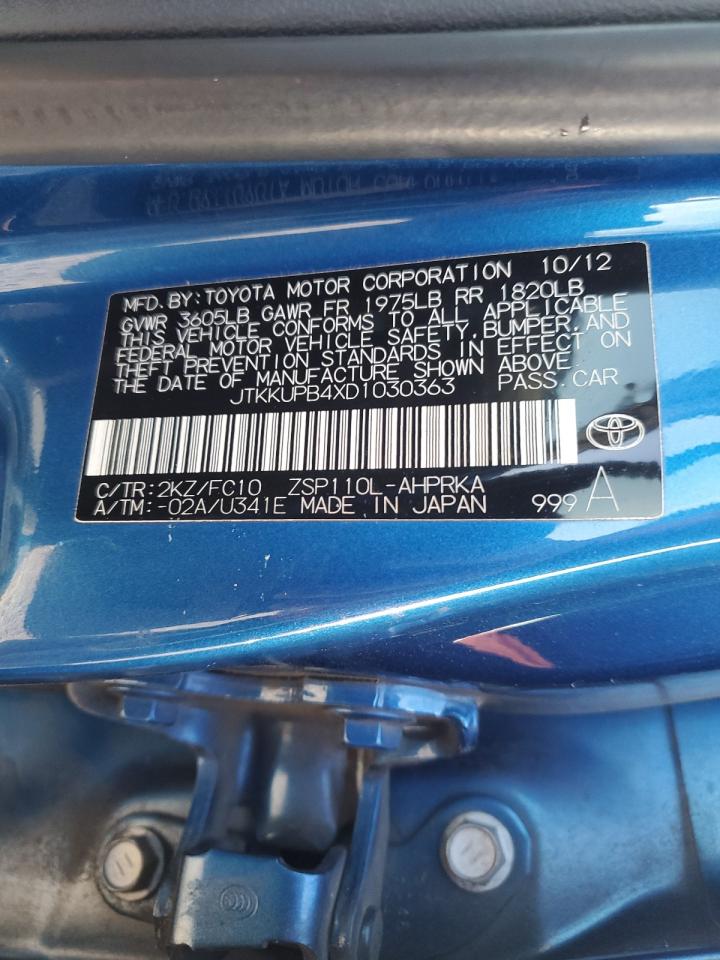 MFD. BY: TOYOTA MOTOR CORPORATION 10/12
GVWR 3605LB GAWR FR 1975LB RR 1820LB
THIS VEHICLE CONFORMS TO ALL APPLICABLE
FEDERAL MOTOR VEHICLE SAFETY, BUMPER, AND
THEFT PREVENTION STANDARDS IN EFFECT ON
THE DATE OF MANUFACTURE SHOWN ABOVE.
JTKKUPB4XD1030363 PASS. CAR
C/TR: 2KZ/FC10 ZSP110L-AHPRKA
A/TM: -02A/U341E MADE IN JAPAN 999 A